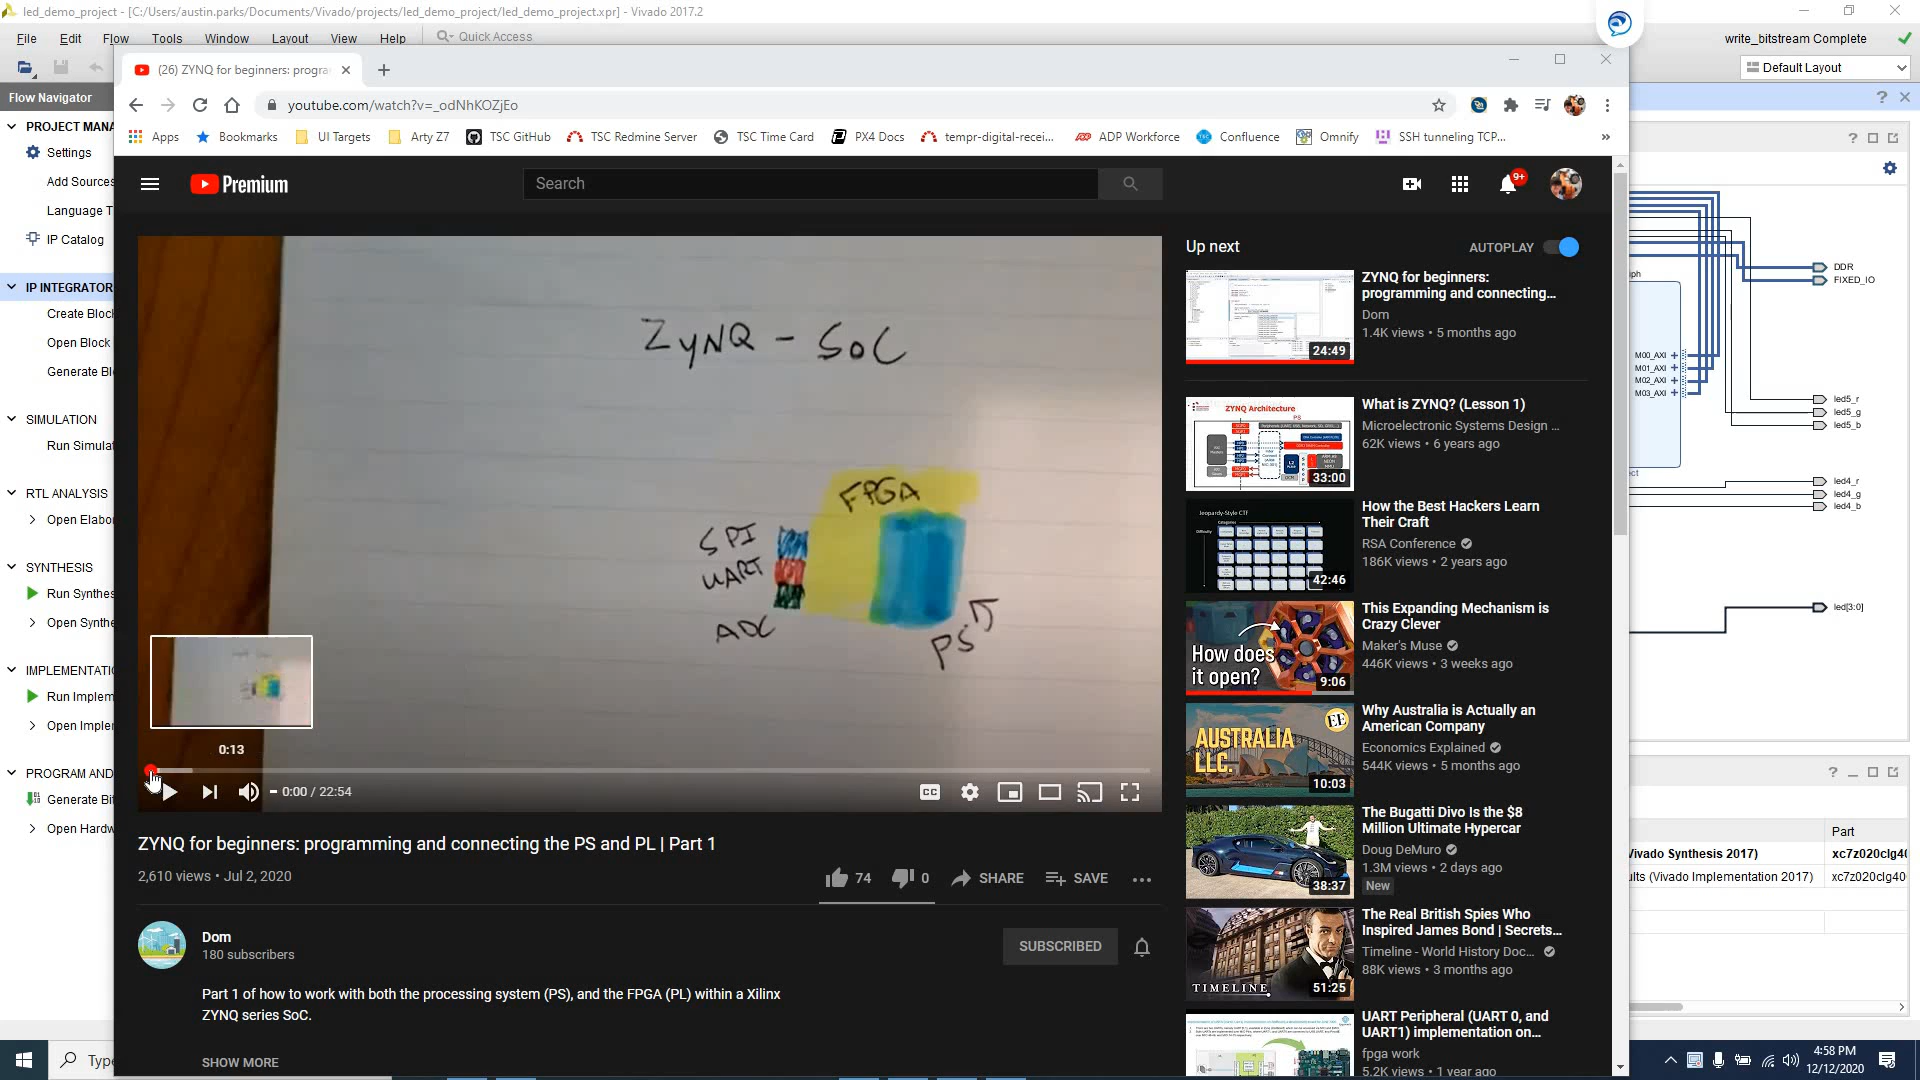 led_demo_project - [C:/Users/austin.parks/Documents/Vivado/projects/led_demo_project/led_demo_project.xpr] - Vivado 2017.2
File Edit Flow Tools Window Layout View Help Quick Access
write_bitstream Complete
Default Layout
Flow Navigator
PROJECT MANA
Settings
Add Sources
Language T
IP Catalog
IP INTEGRATOR
Create Bloc
Open Block
Generate Bl
SIMULATION
Run Simulat
RTL ANALYSIS
Open Elabo
SYNTHESIS
Run Synthes
Open Synthe
IMPLEMENTATIO
Run Implem
Open Imple
PROGRAM AND
Generate Bit
Open Hardw
(26) ZYNQ for beginners: progra
youtube.com/watch?v=_odNhKOZjEo
Apps Bookmarks UI Targets Arty Z7 TSC GitHub TSC Redmine Server TSC Time Card PX4 Docs tempr-digital-recei... ADP Workforce Confluence Omnify SSH tunneling TCP...
Premium
Search
9+
ZYNQ - SoC
FPGA
SPI
UART
ADC
PS
0:13
0:00 / 22:54
CC
ZYNQ for beginners: programming and connecting the PS and PL | Part 1
2,610 views • Jul 2, 2020
74 0 SHARE SAVE
Dom
180 subscribers
SUBSCRIBED
Part 1 of how to work with both the processing system (PS), and the FPGA (PL) within a Xilinx
ZYNQ series SoC.
SHOW MORE
Up next
AUTOPLAY
24:49
ZYNQ for beginners:
programming and connecting...
Dom
1.4K views • 5 months ago
ZYNQ Architecture
PS
33:00
What is ZYNQ? (Lesson 1)
Microelectronic Systems Design ...
62K views • 6 years ago
Jeopardy-Style CTF
42:46
How the Best Hackers Learn
Their Craft
RSA Conference
186K views • 2 years ago
How does
it open?
9:06
This Expanding Mechanism is
Crazy Clever
Maker's Muse
446K views • 3 weeks ago
EE
AUSTRALIA
LLC.
10:03
Why Australia is Actually an
American Company
Economics Explained
544K views • 5 months ago
38:37
The Bugatti Divo Is the $8
Million Ultimate Hypercar
Doug DeMuro
1.3M views • 2 days ago
New
TIMELINE
51:25
The Real British Spies Who
Inspired James Bond | Secrets...
Timeline - World History Doc...
88K views • 3 months ago
UART Peripheral (UART 0, and
UART1) implementation on...
fpga work
5.2K views • 1 year ago
DDR
FIXED_IO
M00_AXI
M01_AXI
M02_AXI
M03_AXI
led5_r
led5_g
led5_b
led4_r
led4_g
led4_b
led[3:0]
Part
Vivado Synthesis 2017) xc7z020clg40
ults (Vivado Implementation 2017) xc7z020clg40
Type
4:58 PM
12/12/2020